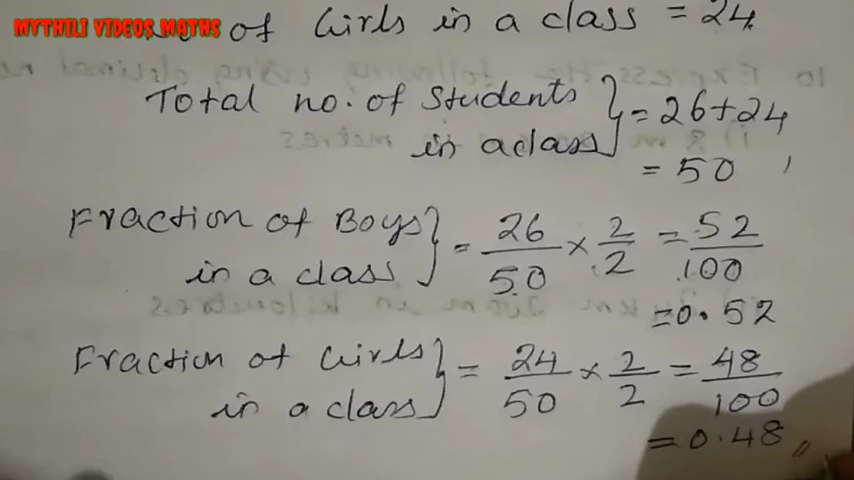 MYTHILI VIDEOS MATHS
of Girls in a class = 24
Total no. of Students } = 26+24
in a class
= 50
Fraction of Boys } = 26/50 × 2/2 = 52/100
in a class
=0.52
Fraction of Girls } = 24/50 × 2/2 = 48/100
in a class
=0.48